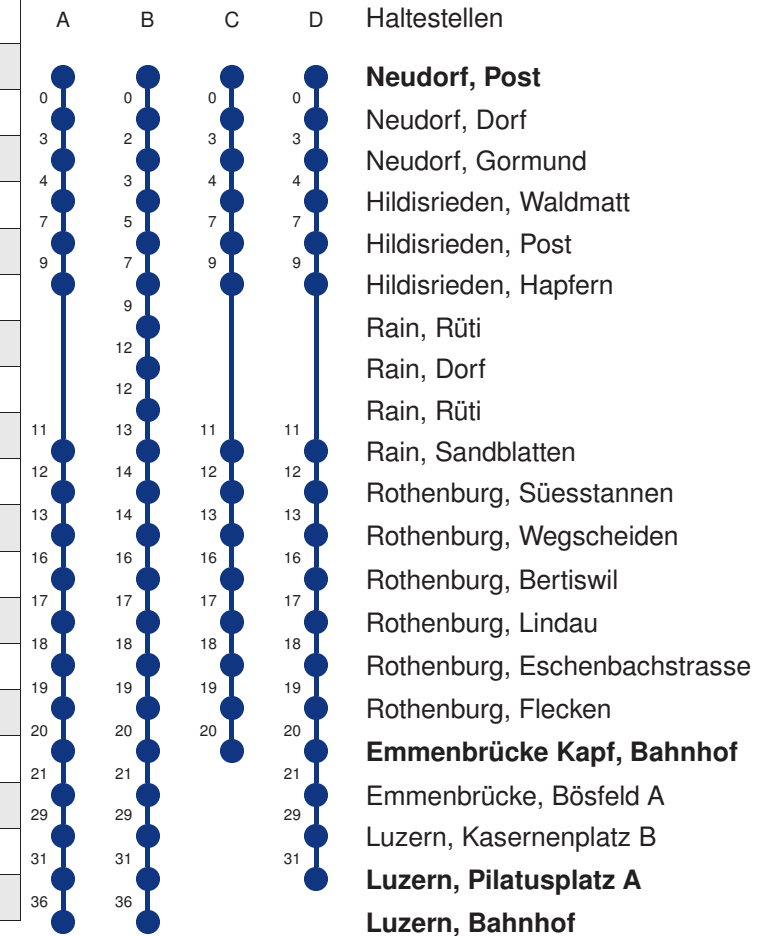 A B C D Haltestellen
Neudorf, Post
0 0 0 0
Neudorf, Dorf
3 2 3 3
Neudorf, Gormund
4 3 4 4
Hildisrieden, Waldmatt
7 5 7 7
Hildisrieden, Post
9 7 9 9
Hildisrieden, Hapfern
9
Rain, Rüti
12
Rain, Dorf
12
Rain, Rüti
11 13 11 11
Rain, Sandblatten
12 14 12 12
Rothenburg, Süesstannen
13 14 13 13
Rothenburg, Wegscheiden
16 16 16 16
Rothenburg, Bertiswil
17 17 17 17
Rothenburg, Lindau
18 18 18 18
Rothenburg, Eschenbachstrasse
19 19 19 19
Rothenburg, Flecken
20 20 20 20
Emmenbrücke Kapf, Bahnhof
21 21 21
Emmenbrücke, Bösfeld A
29 29 29
Luzern, Kasernenplatz B
31 31 31
Luzern, Pilatusplatz A
36 36
Luzern, Bahnhof